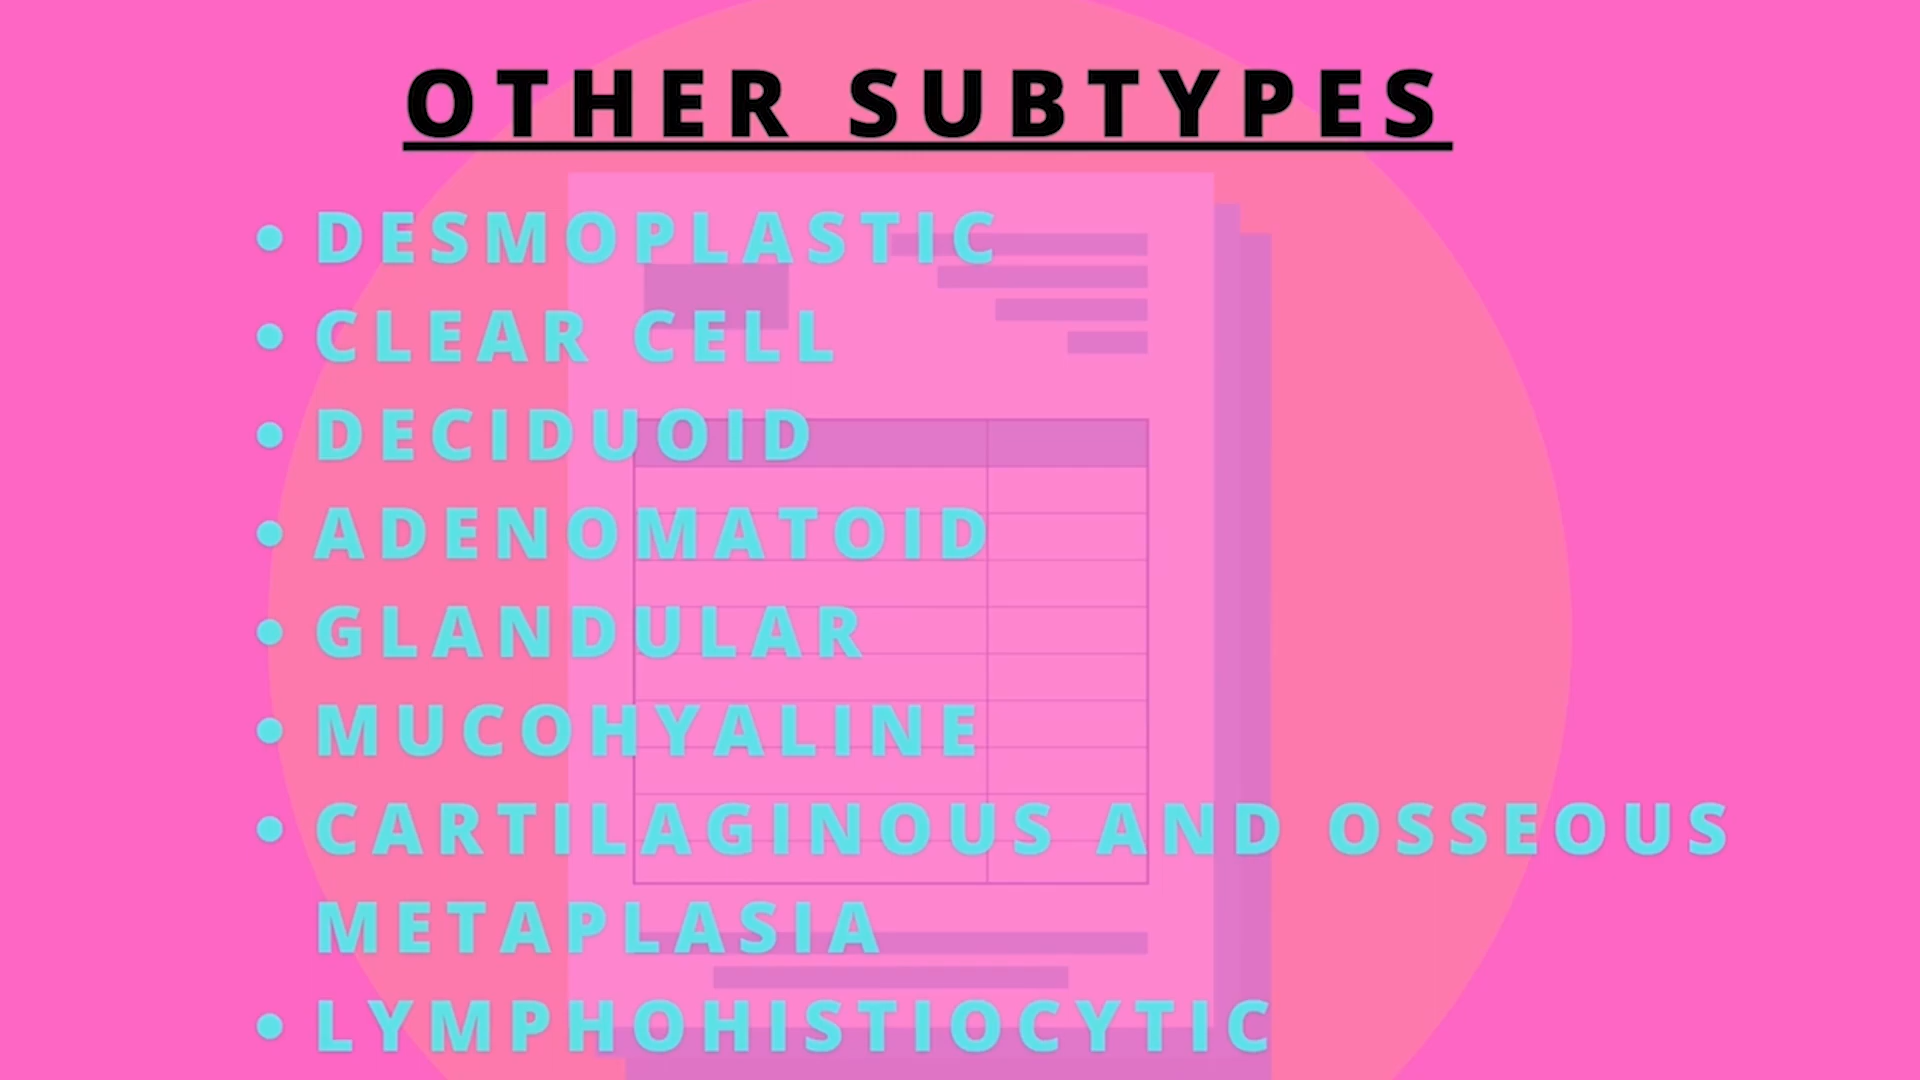 OTHER SUBTYPES
• DESMOPLASTIC
• CLEAR CELL
• DECIDUOID
• ADENOMATOID
• GLANDULAR
• MUCOHYALINE
• CARTILAGINOUS AND OSSEOUS
METAPLASIA
• LYMPHOHISTIOCYTIC